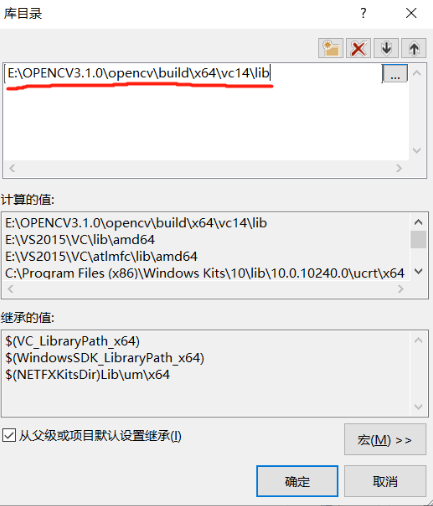 库目录
?
E:\OPENCV3.1.0\opencv\build\x64\vc14\lib
...
计算的值:
E:\OPENCV3.1.0\opencv\build\x64\vc14\lib
E:\VS2015\VC\lib\amd64
E:\VS2015\VC\atlmfc\lib\amd64
C:\Program Files (x86)\Windows Kits\10\lib\10.0.10240.0\ucrt\x64
继承的值:
$(VC_LibraryPath_x64)
$(WindowsSDK_LibraryPath_x64)
$(NETFXKitsDir)Lib\um\x64
从父级或项目默认设置继承(I)
宏(M) >>
确定
取消